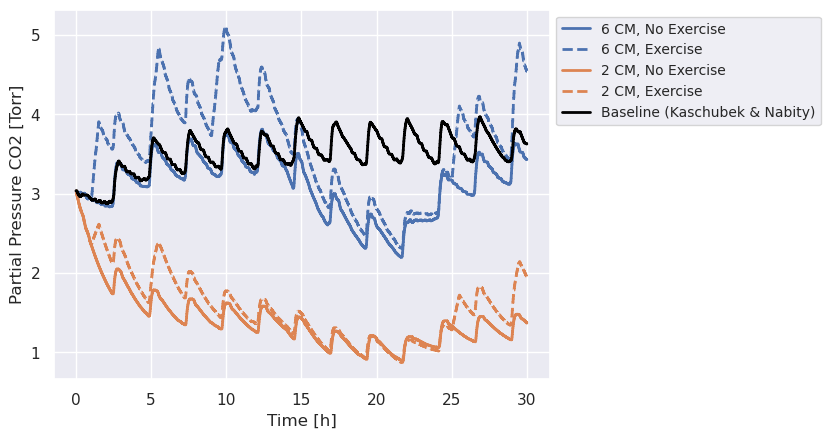 6 CM, No Exercise
6 CM, Exercise
2 CM, No Exercise
2 CM, Exercise
Baseline (Kaschubek & Nabity)
Partial Pressure CO2 [Torr]
5
4
3
2
1
0 5 10 15 20 25 30
Time [h]